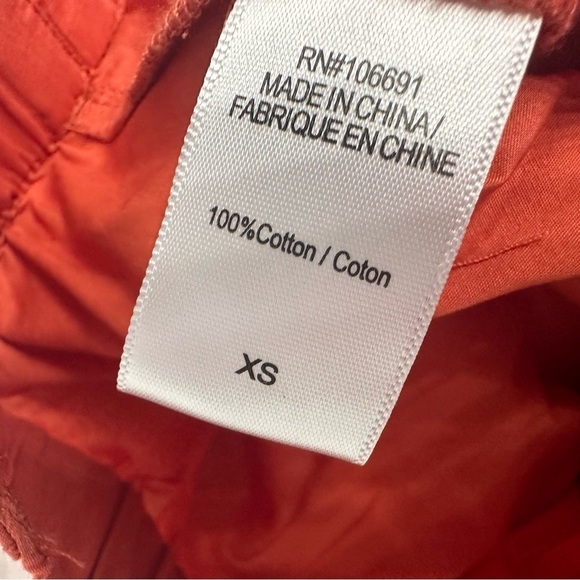 RN#106691
MADE IN CHINA /
FABRIQUE EN CHINE
100%Cotton / Coton
XS